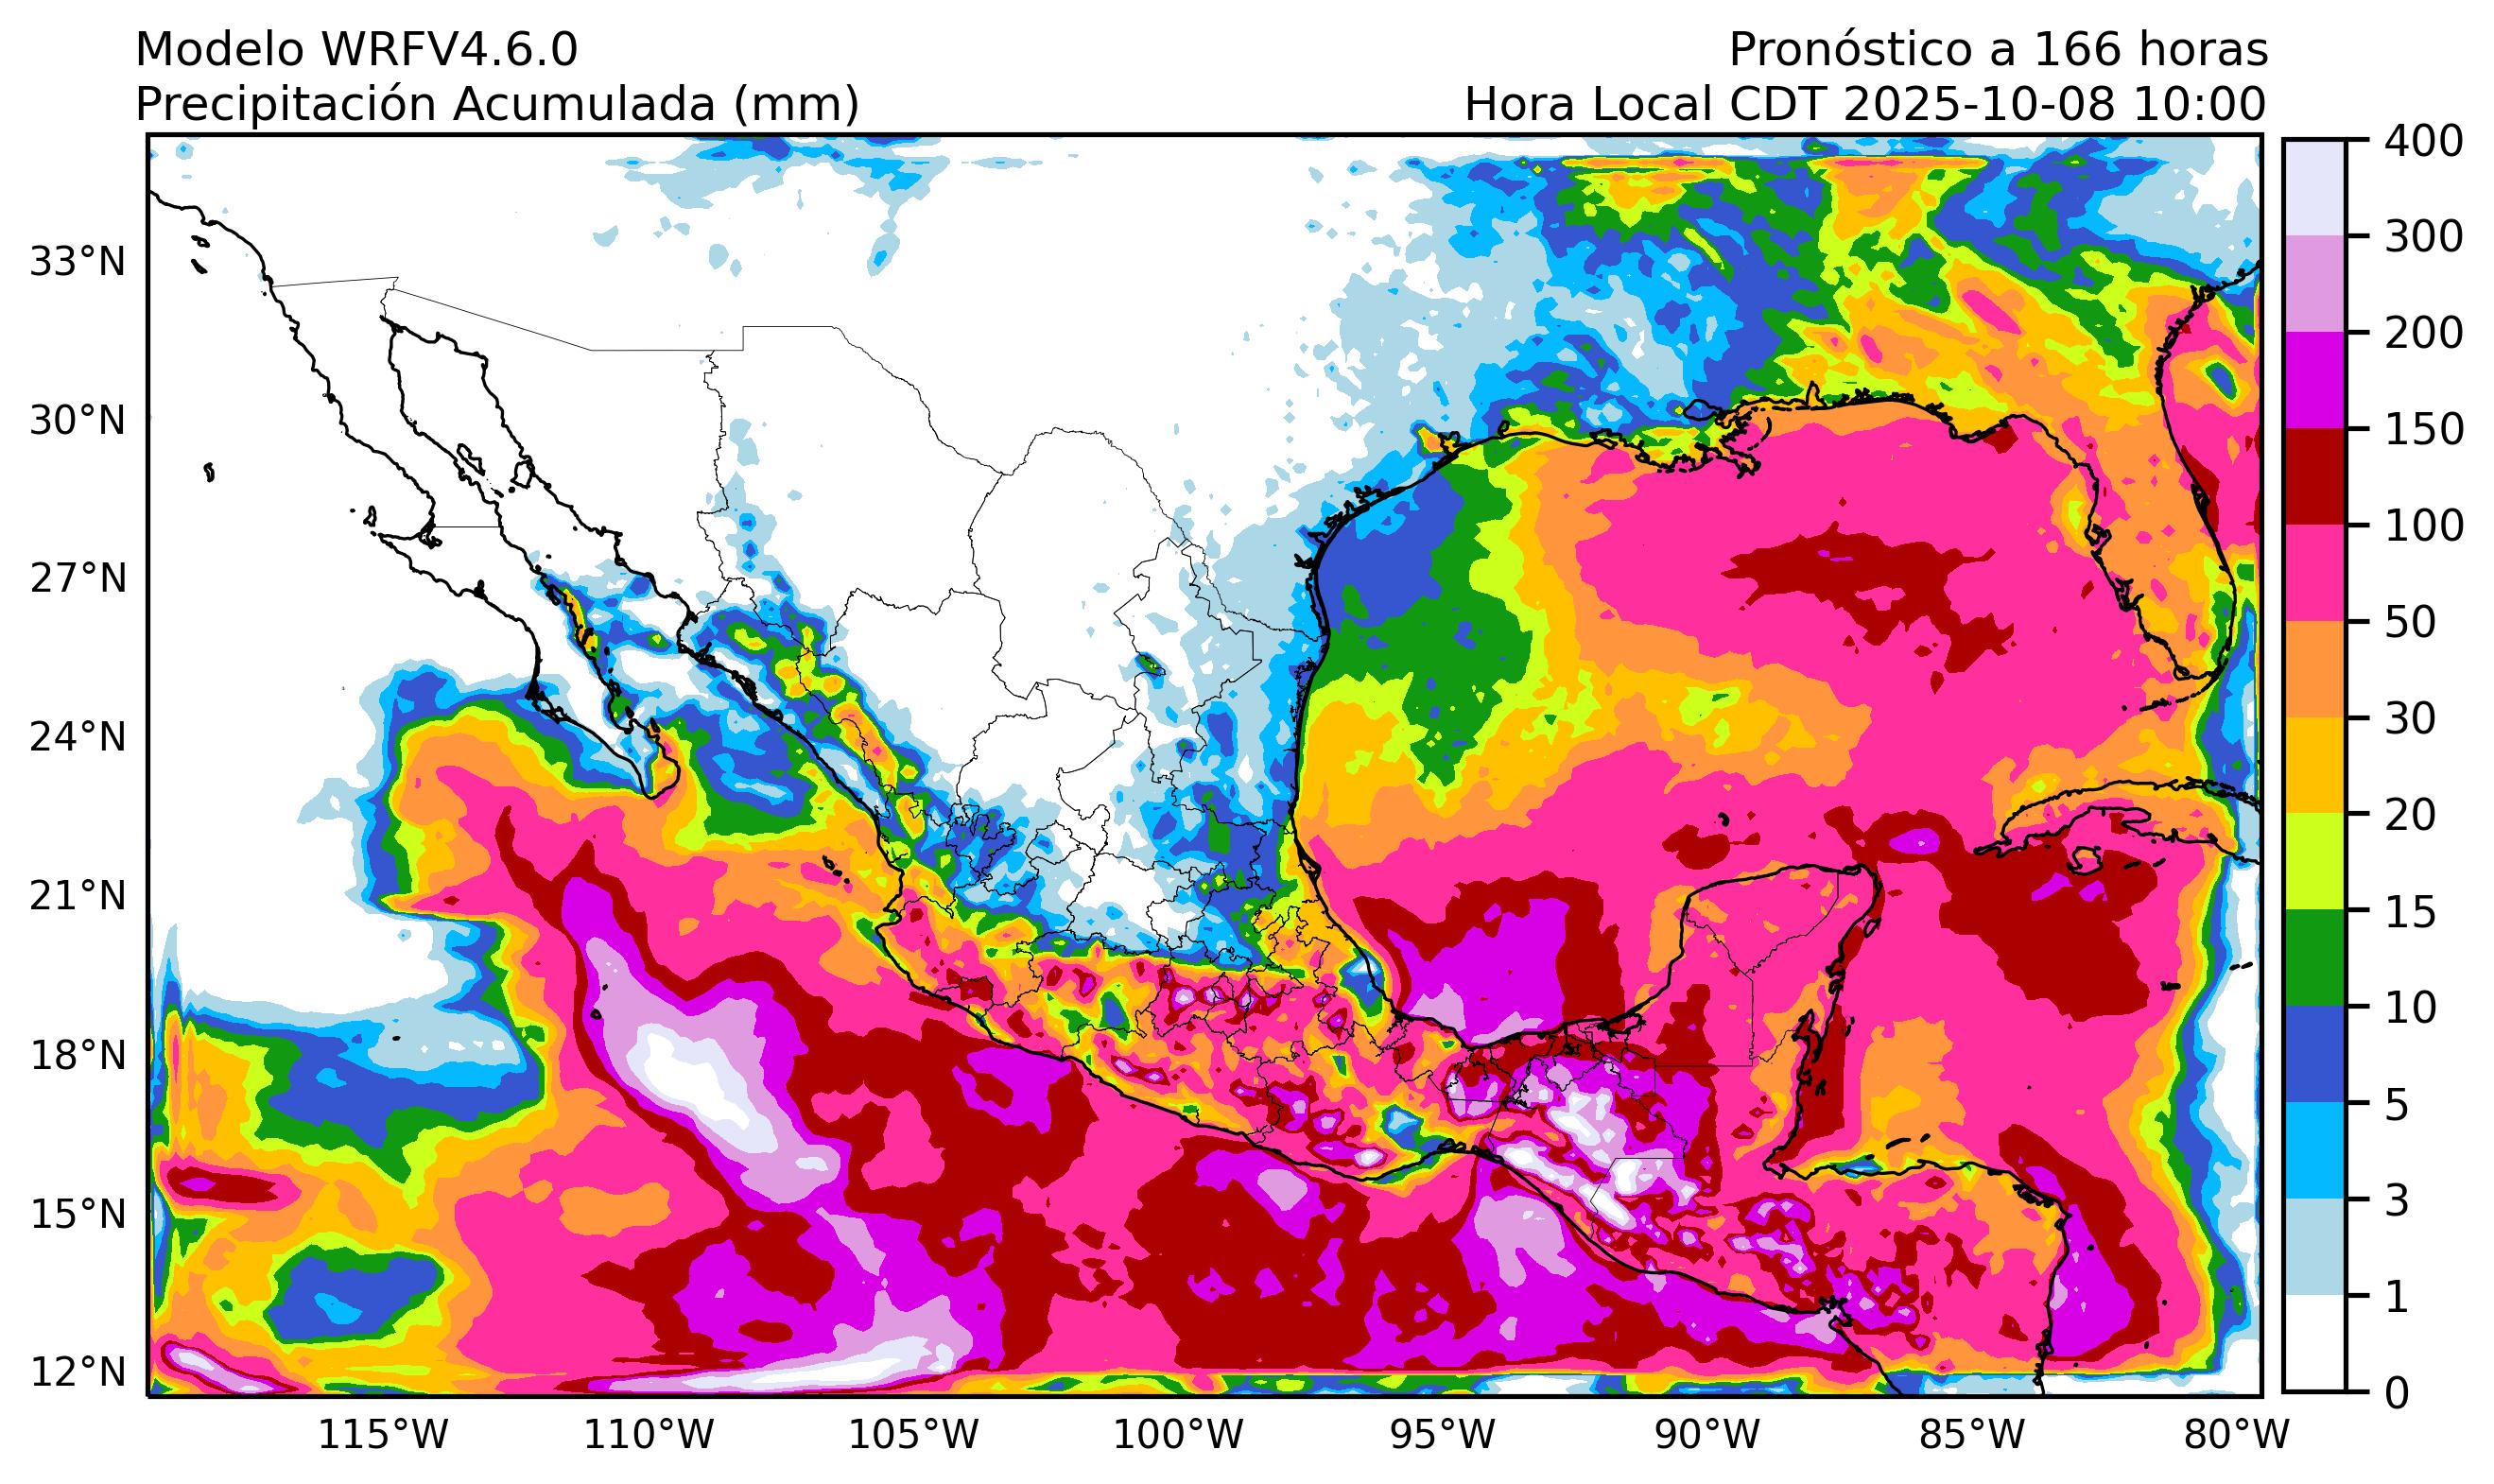 Modelo WRFV4.6.0
Pronóstico a 166 horas
Precipitación Acumulada (mm)
Hora Local CDT 2025-10-08 10:00
33°N
30°N
27°N
24°N
21°N
18°N
15°N
12°N
115°W
110°W
105°W
100°W
95°W
90°W
85°W
80°W
400
300
200
150
100
50
30
20
15
10
5
3
1
0